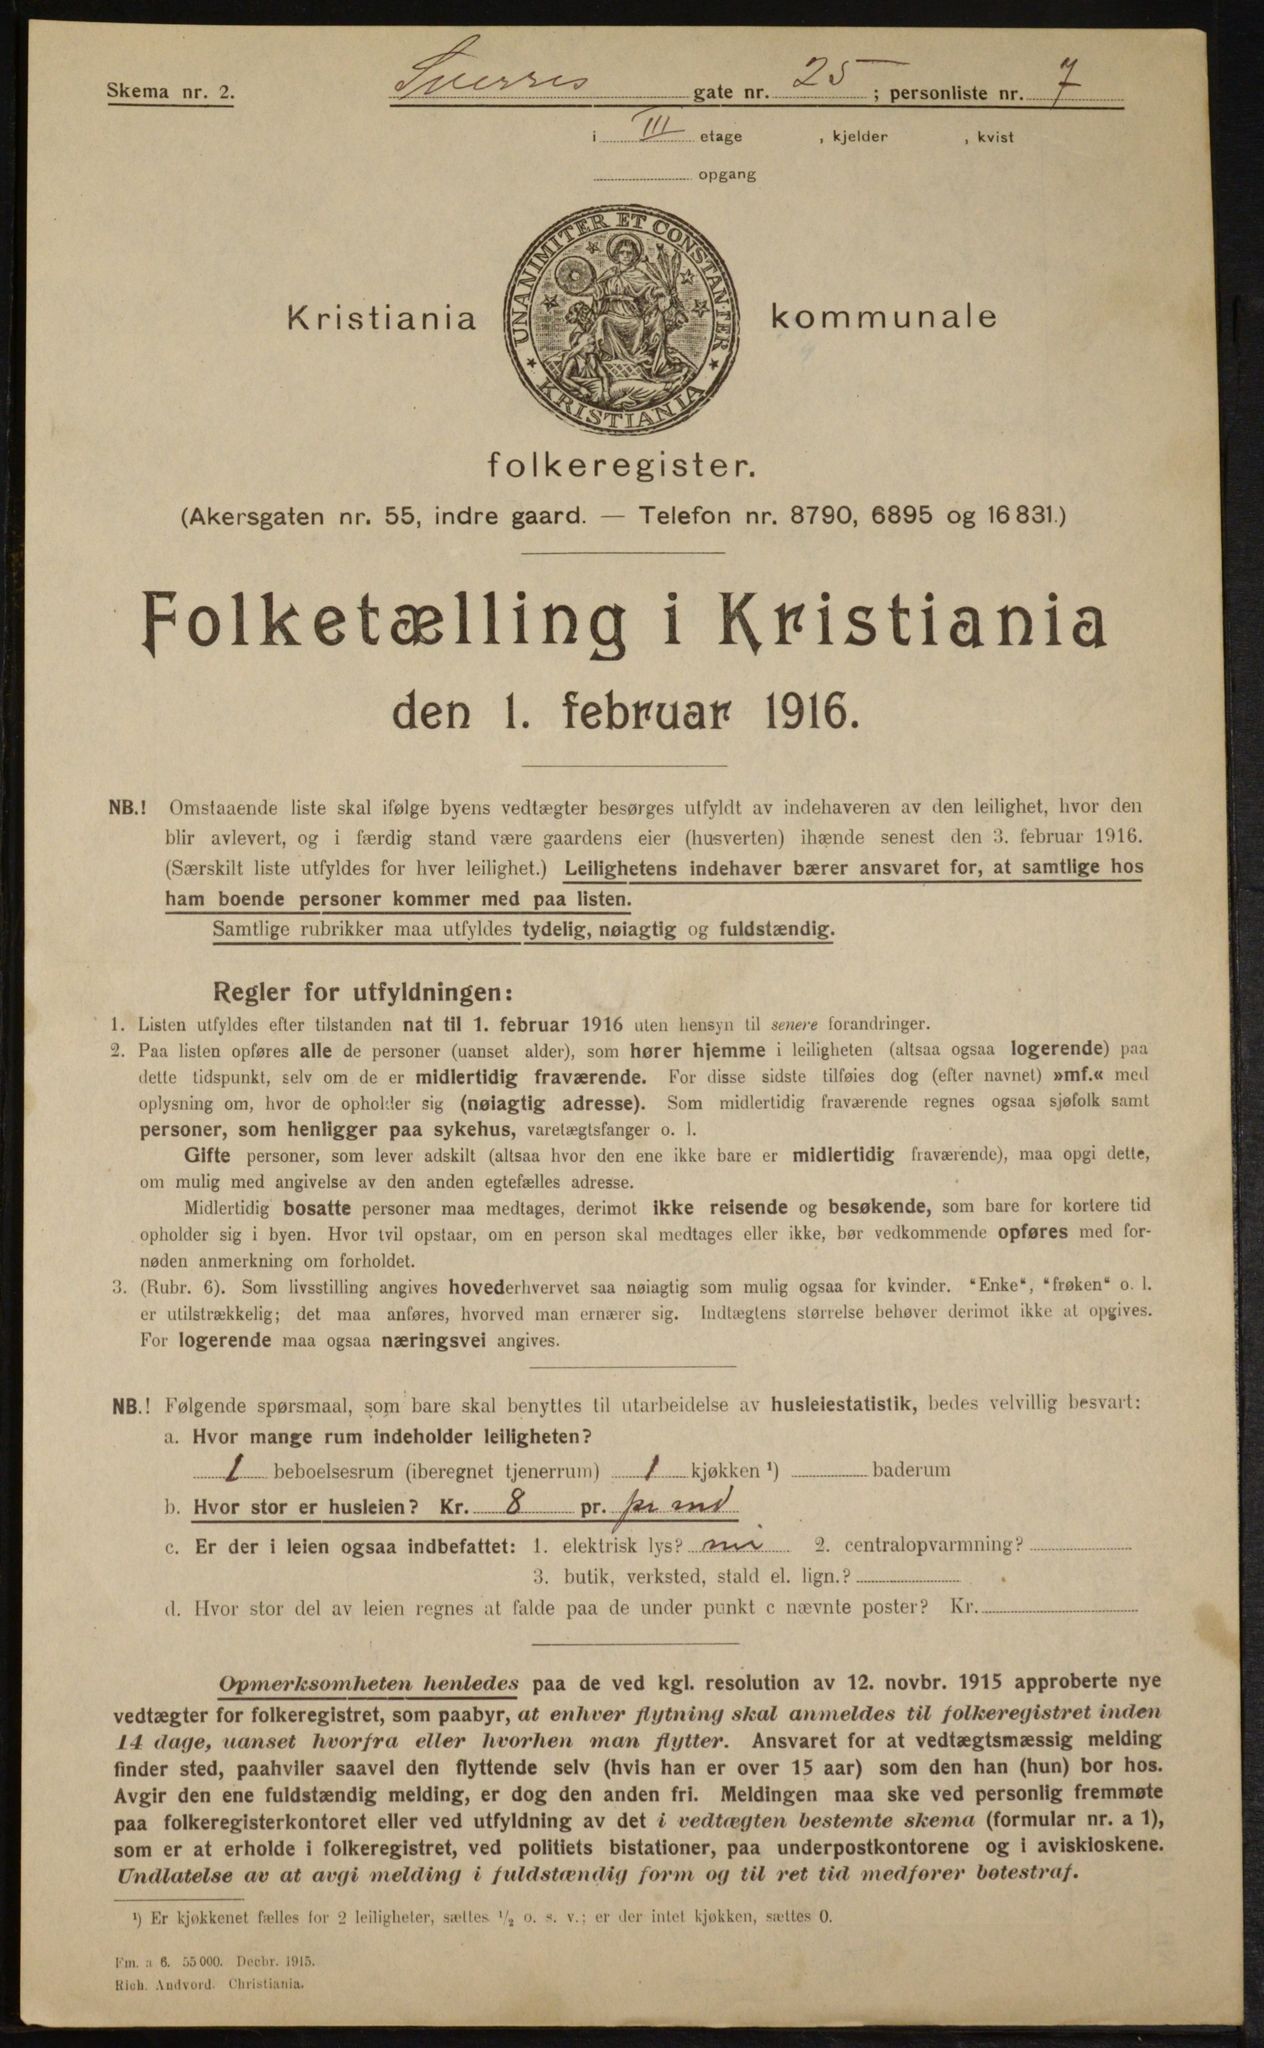 Skema nr. 2. Sverres gate nr. 25 ; personliste nr. 7
i III etage , kjelder , kvist
opgang
UNANIMITER ET CONSTANTER
KRISTIANIA
Kristiania kommunale
folkeregister.
(Akersgaten nr. 55, indre gaard. — Telefon nr. 8790, 6895 og 16 831.)
Folketælling i Kristiania
den 1. februar 1916.
NB.! Omstaaende liste skal ifølge byens vedtægter besørges utfyldt av indehaveren av den leilighet, hvor den
blir avlevert, og i færdig stand være gaardens eier (husverten) ihænde senest den 3. februar 1916.
(Særskilt liste utfyldes for hver leilighet.) Leilighetens indehaver bærer ansvaret for, at samtlige hos
ham boende personer kommer med paa listen.
Samtlige rubrikker maa utfyldes tydelig, nøiagtig og fuldstændig.
Regler for utfyldningen:
1. Listen utfyldes efter tilstanden nat til 1. februar 1916 uten hensyn til senere forandringer.
2. Paa listen opføres alle de personer (uanset alder), som hører hjemme i leiligheten (altsaa ogsaa logerende) paa
dette tidspunkt, selv om de er midlertidig fraværende. For disse sidste tilføies dog (efter navnet) »mf.« med
oplysning om, hvor de opholder sig (nøiagtig adresse). Som midlertidig fraværende regnes ogsaa sjøfolk samt
personer, som henligger paa sykehus, varetægtsfanger o. l.
Gifte personer, som lever adskilt (altsaa hvor den ene ikke bare er midlertidig fraværende), maa opgi dette,
om mulig med angivelse av den anden egtefælles adresse.
Midlertidig bosatte personer maa medtages, derimot ikke reisende og besøkende, som bare for kortere tid
opholder sig i byen. Hvor tvil opstaar, om en person skal medtages eller ikke, bør vedkommende opføres med for-
nøden anmerkning om forholdet.
3. (Rubr. 6). Som livsstilling angives hovederhvervet saa nøiagtig som mulig ogsaa for kvinder. "Enke", "frøken" o. l.
er utilstrækkelig; det maa anføres, hvorved man ernærer sig. Indtægtens størrelse behøver derimot ikke at opgives.
For logerende maa ogsaa næringsvei angives.
NB.! Følgende spørsmaal, som bare skal benyttes til utarbeidelse av husleiestatistik, bedes velvillig besvart:
a. Hvor mange rum indeholder leiligheten?
1 beboelsesrum (iberegnet tjenerrum) 1 kjøkken ¹) baderum
b. Hvor stor er husleien? Kr. 8 pr. pr md
c. Er der i leien ogsaa indbefattet: 1. elektrisk lys? nei 2. centralopvarmning?
3. butik, verksted, stald el. lign.?
d. Hvor stor del av leien regnes at falde paa de under punkt c nævnte poster? Kr.
Opmerksomheten henledes paa de ved kgl. resolution av 12. novbr. 1915 approberte nye
vedtægter for folkeregistret, som paabyr, at enhver flytning skal anmeldes til folkeregistret inden
14 dage, uanset hvorfra eller hvorhen man flytter. Ansvaret for at vedtægtsmæssig melding
finder sted, paahviler saavel den flyttende selv (hvis han er over 15 aar) som den han (hun) bor hos.
Avgir den ene fuldstændig melding, er dog den anden fri. Meldingen maa ske ved personlig fremmøte
paa folkeregisterkontoret eller ved utfyldning av det i vedtægten bestemte skema (formular nr. a 1),
som er at erholde i folkeregistret, ved politiets bistationer, paa underpostkontorene og i aviskioskene.
Undlatelse av at avgi melding i fuldstændig form og til ret tid medfører bøtestraf.
¹) Er kjøkkenet fælles for 2 leiligheter, sættes ½ o. s. v.; er der intet kjøkken, sættes 0.
Fm. a 6. 55 000. Decbr. 1915.
Rich. Andvord. Christiania.